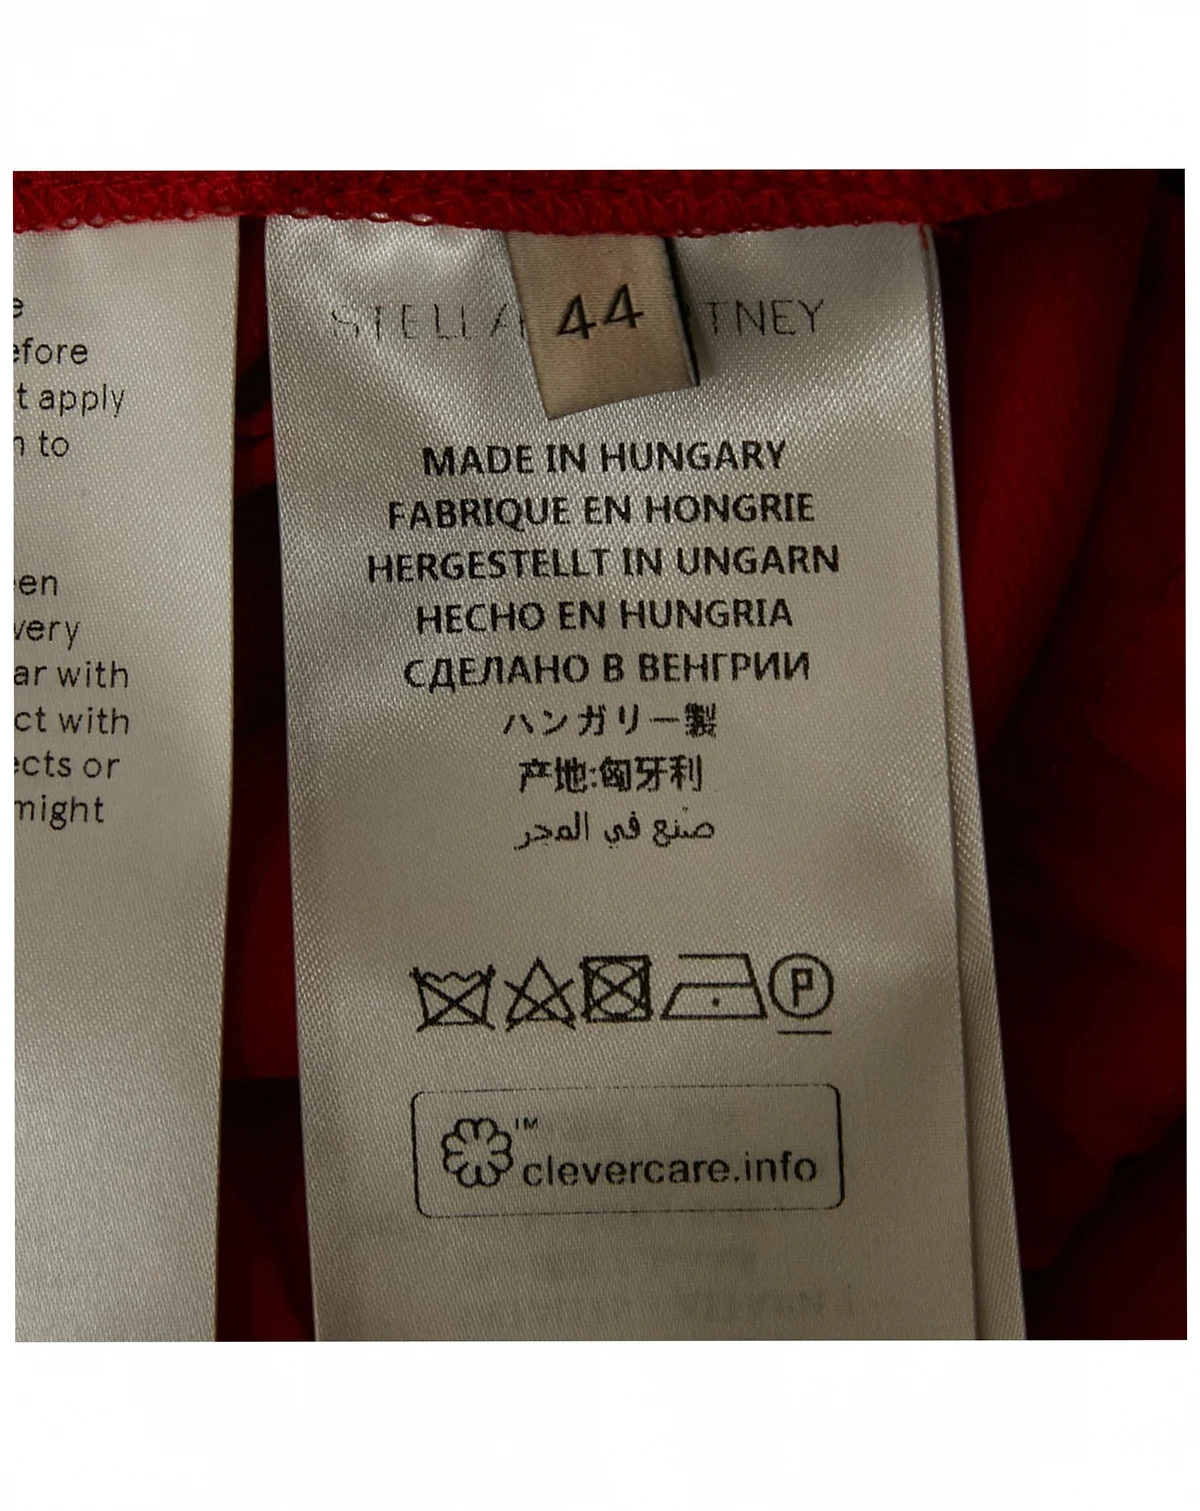 e
efore
t apply
n to
een
very
ar with
ct with
ects or
might
44
STELLA RTNEY
MADE IN HUNGARY
FABRIQUE EN HONGRIE
HERGESTELLT IN UNGARN
HECHO EN HUNGRIA
СДЕЛАНО В ВЕНГРИИ
ハンガリー製
产地:匈牙利
صنع في المجر
P
TM
clevercare.info